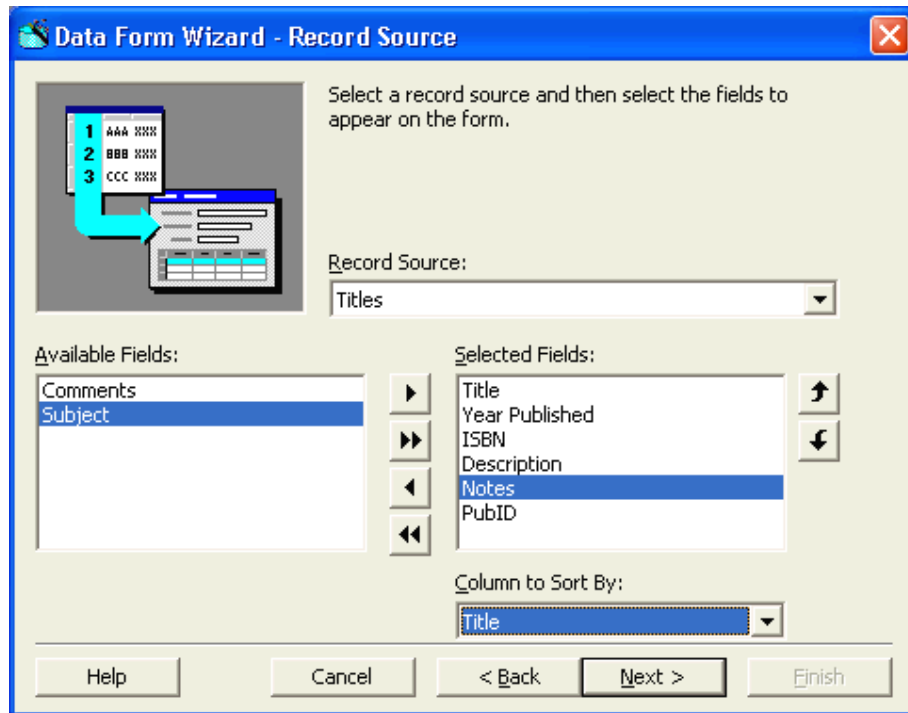 Data Form Wizard - Record Source
Select a record source and then select the fields to
appear on the form.
1 AAA XXX
2 BBB XXX
3 CCC XXX
Record Source:
Titles
Available Fields:
Comments
Subject
Selected Fields:
Title
Year Published
ISBN
Description
Notes
PubID
Column to Sort By:
Title
Help
Cancel
< Back
Next >
Finish